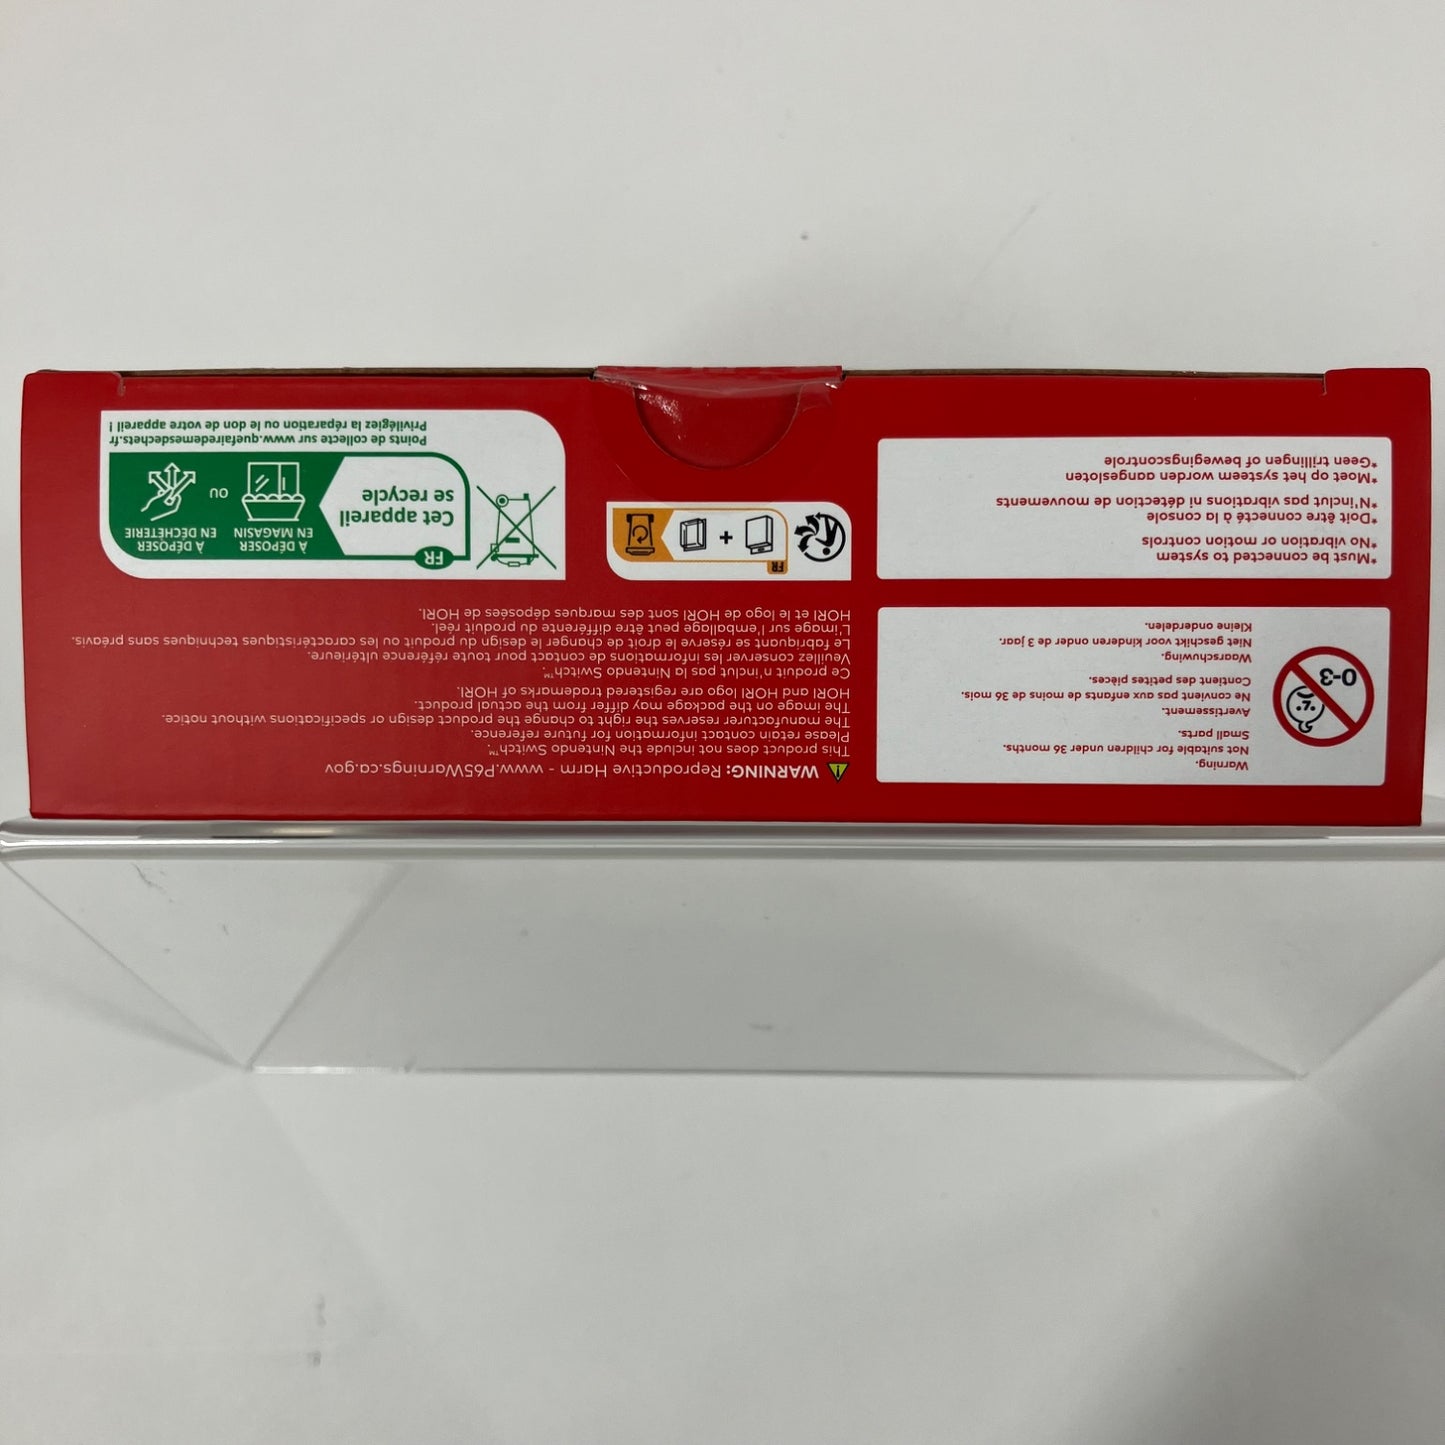 Warning.
Not suitable for children under 36 months.
Small parts.
Avertissement.
Ne convient pas aux enfants de moins de 36 mois.
Contient des petites pièces.
Waarschuwing.
Niet geschikt voor kinderen onder de 3 jaar.
Kleine onderdelen.
0-3
*Must be connected to system
*No vibration or motion controls
*Doit être connecté à la console
*N'inclut pas vibrations ni détection de mouvements
*Moet op het systeem worden aangesloten
*Geen trillingen of bewegingscontrole
WARNING: Reproductive Harm - www.P65Warnings.ca.gov
This product does not include the Nintendo Switch™.
Please retain contact information for future reference.
The manufacturer reserves the right to change the product design or specifications without notice.
The image on the package may differ from the actual product.
HORI and HORI logo are registered trademarks of HORI.
Ce produit n'inclut pas la Nintendo Switch™.
Veuillez conserver les informations de contact pour toute référence ultérieure.
Le fabriquant se réserve le droit de changer le design du produit ou les caractéristiques techniques sans préavis.
L'image sur l'emballage peut être différente du produit réel.
HORI et le logo de HORI sont des marques déposées de HORI.
FR
+
FR
Cet appareil
se recycle
À DÉPOSER
EN MAGASIN
OU
À DÉPOSER
EN DÉCHÈTERIE
Points de collecte sur www.quefairedemesdechets.fr
Privilégiez la réparation ou le don de votre appareil !